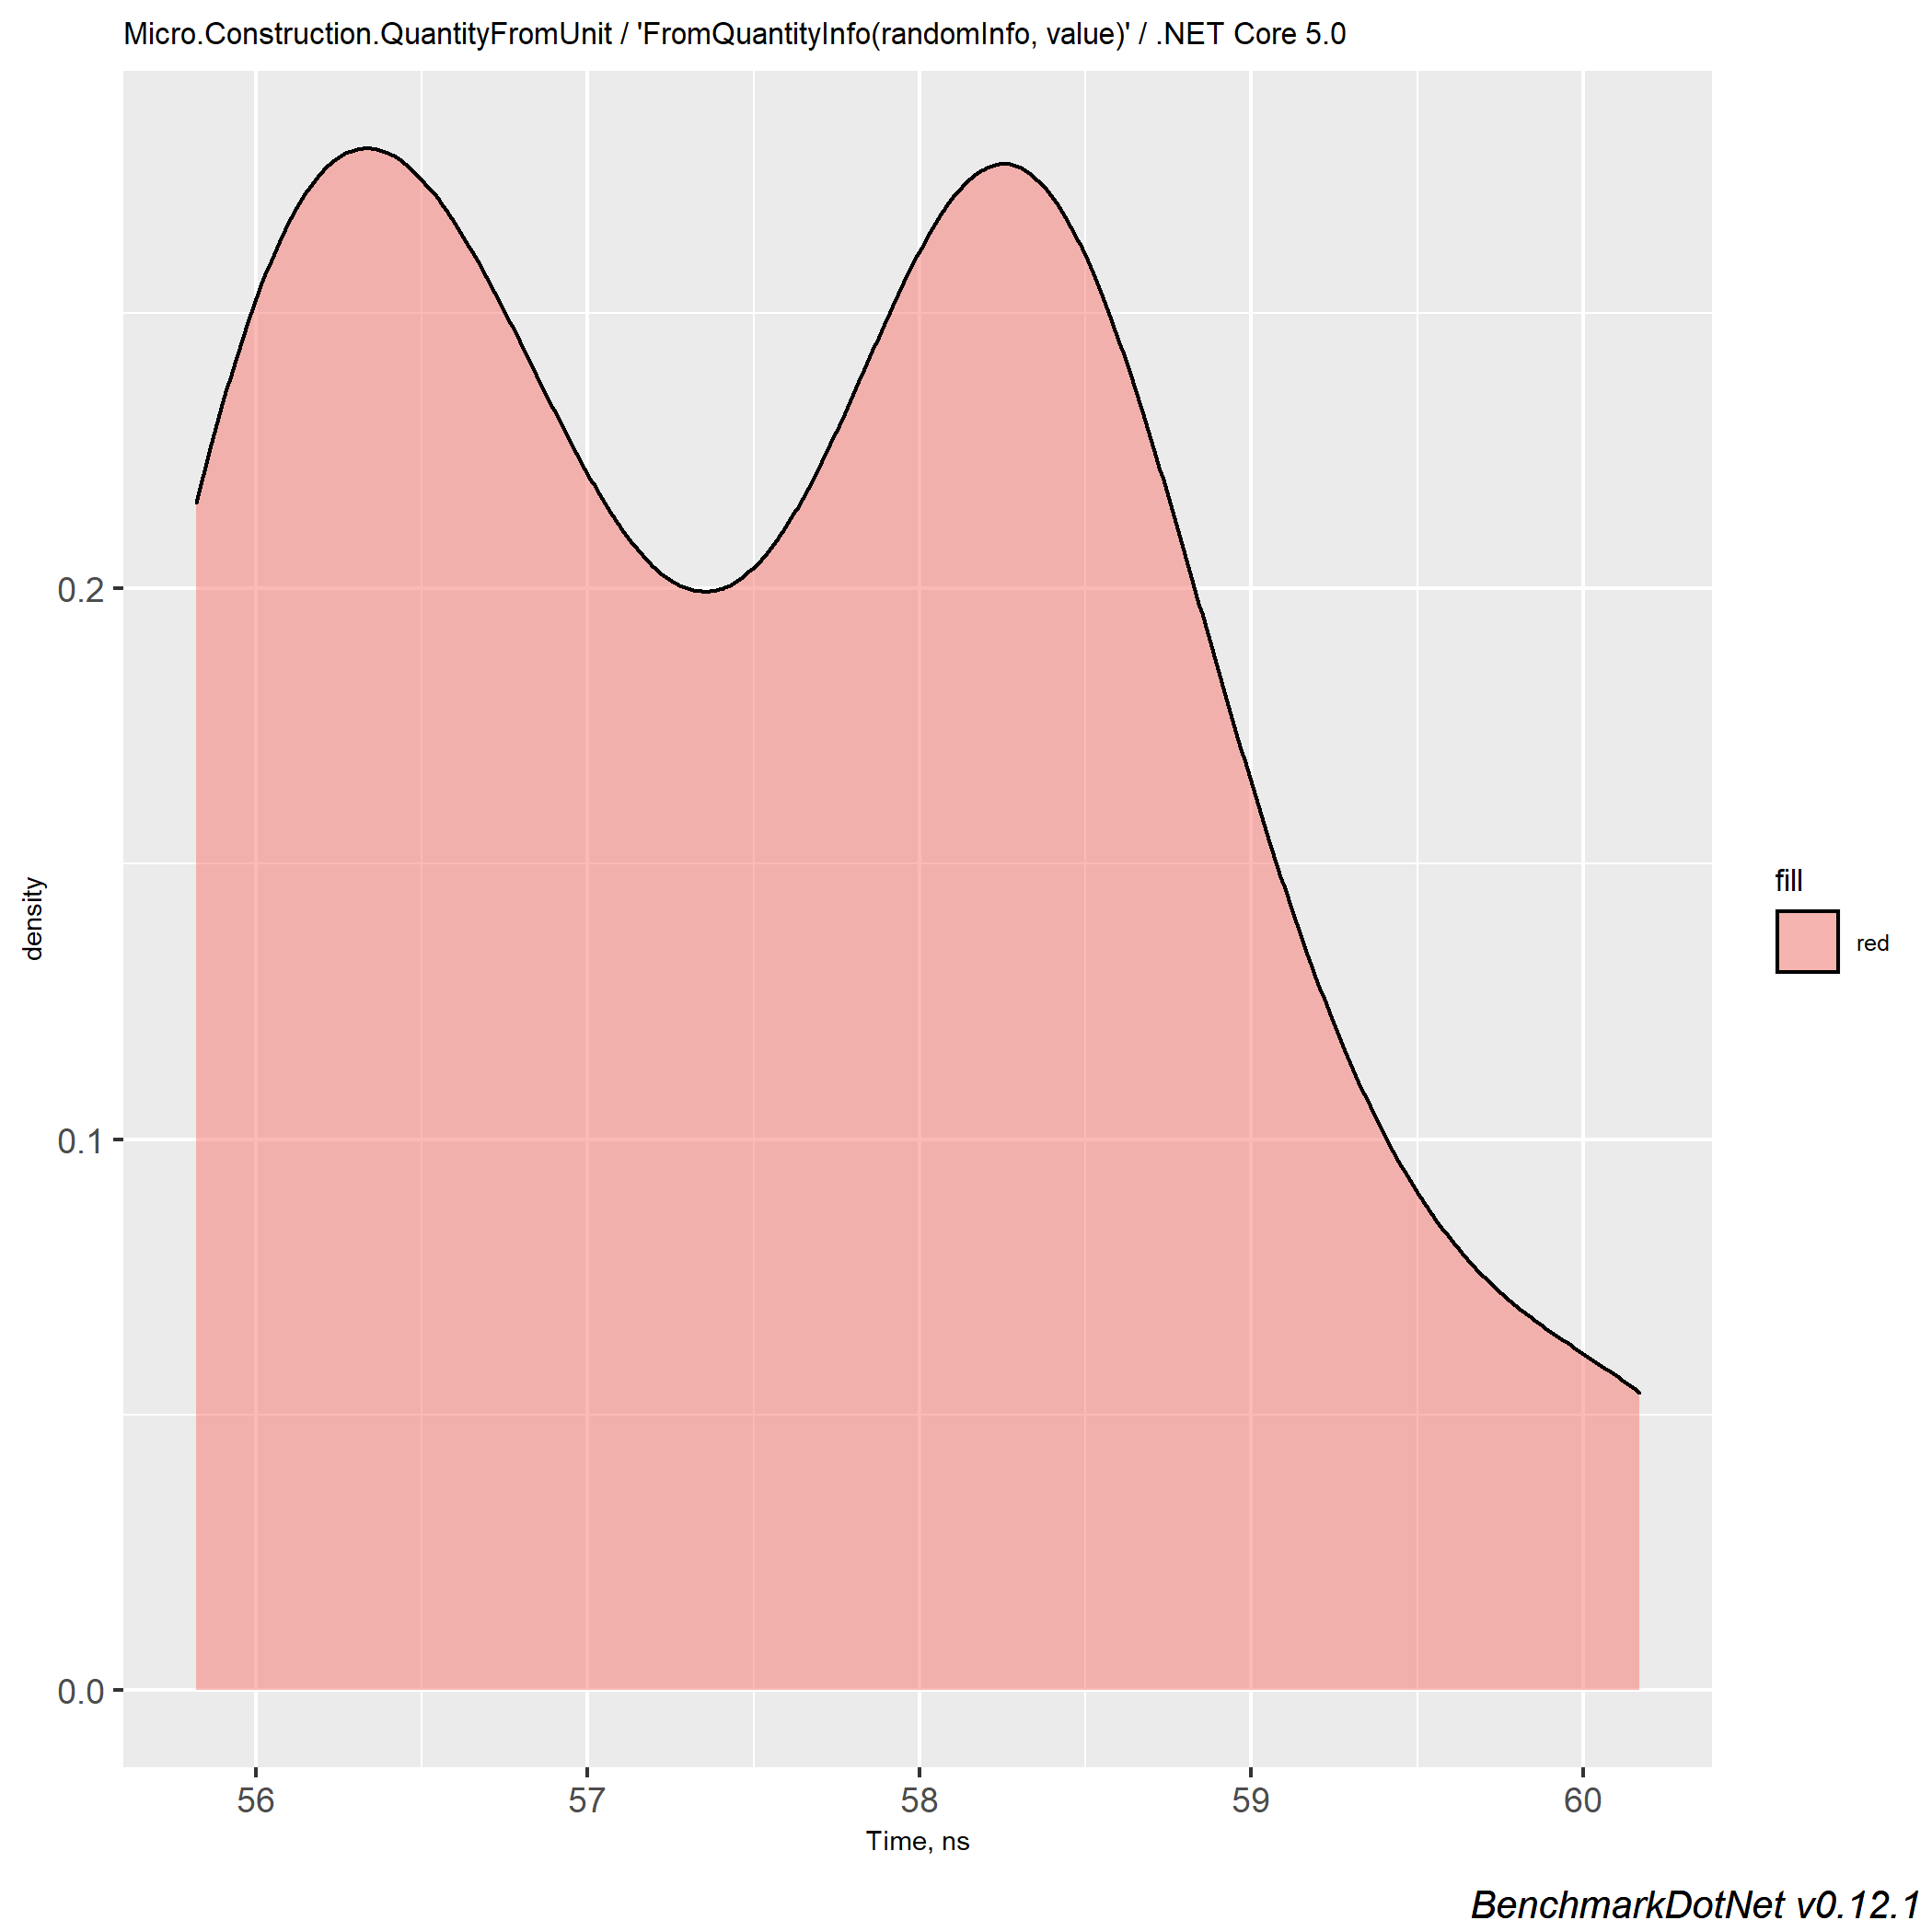 Micro.Construction.QuantityFromUnit / 'FromQuantityInfo(randomInfo, value)' / .NET Core 5.0
density
0.2
0.1
0.0
56 57 58 59 60
Time, ns
fill
red
BenchmarkDotNet v0.12.1